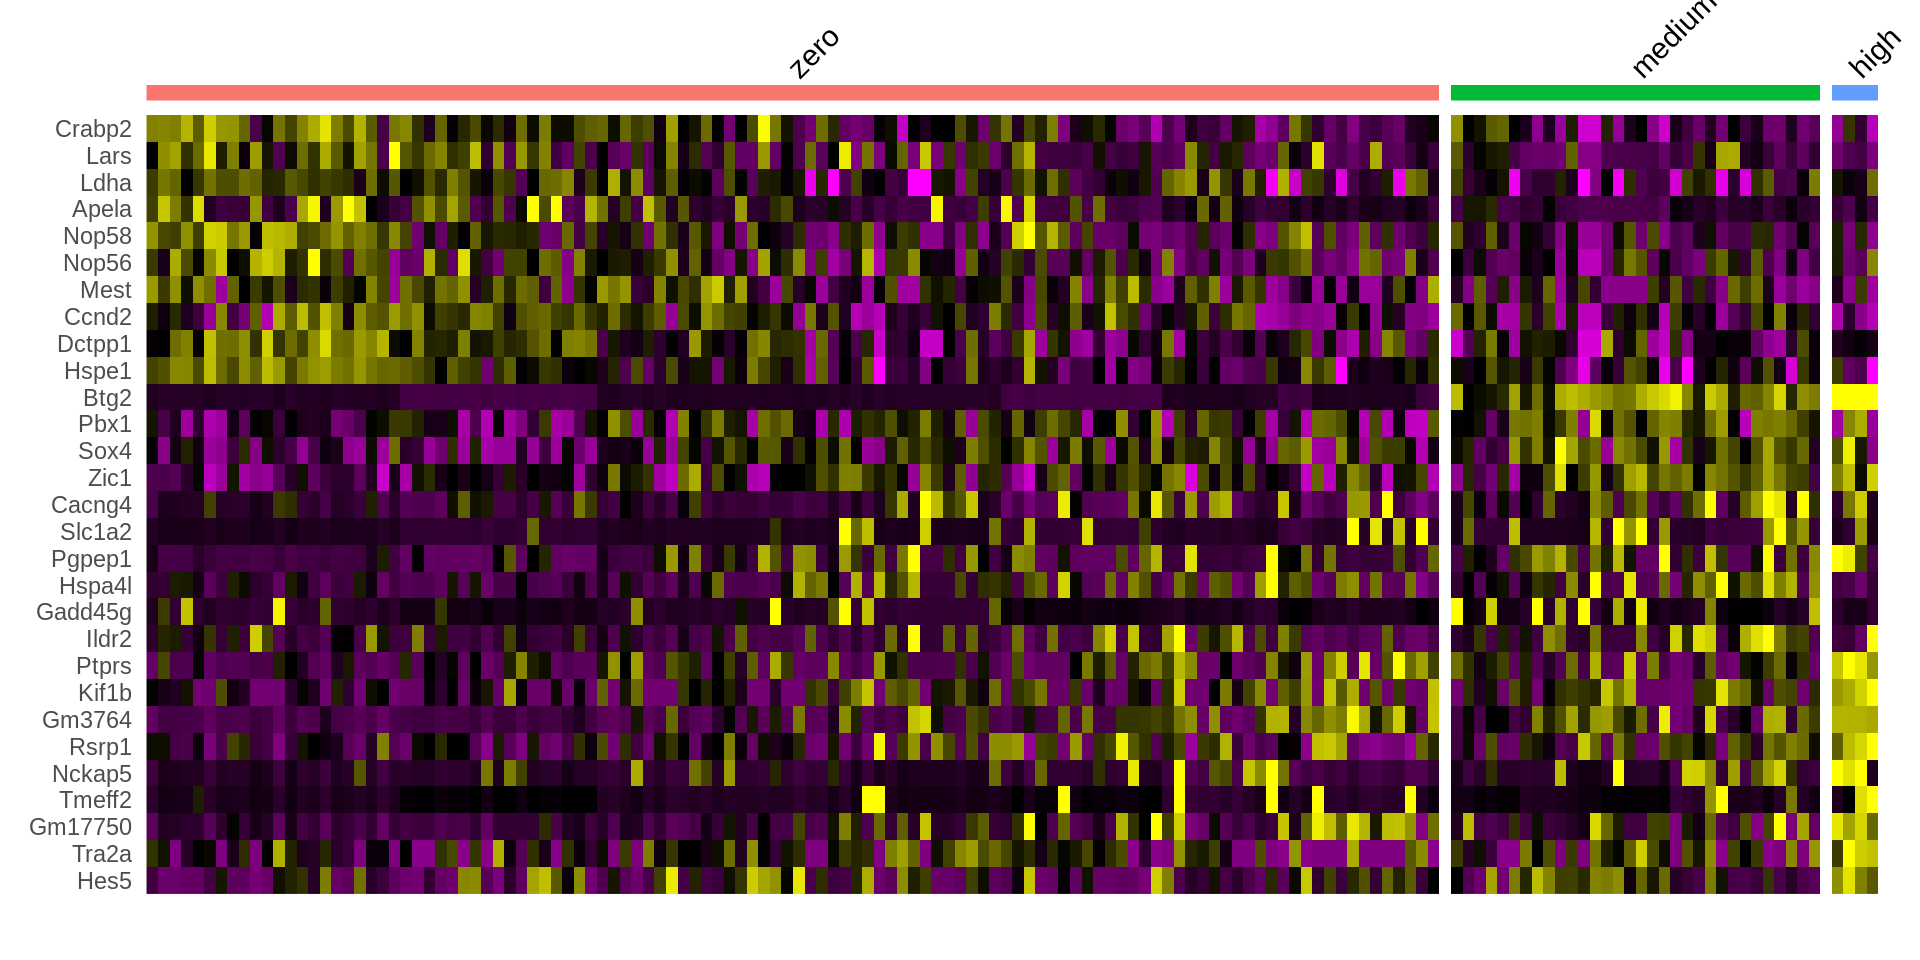 zero
medium
high
Crabp2
Lars
Ldha
Apela
Nop58
Nop56
Mest
Ccnd2
Dctpp1
Hspe1
Btg2
Pbx1
Sox4
Zic1
Cacng4
Slc1a2
Pgpep1
Hspa4l
Gadd45g
Ildr2
Ptprs
Kif1b
Gm3764
Rsrp1
Nckap5
Tmeff2
Gm17750
Tra2a
Hes5